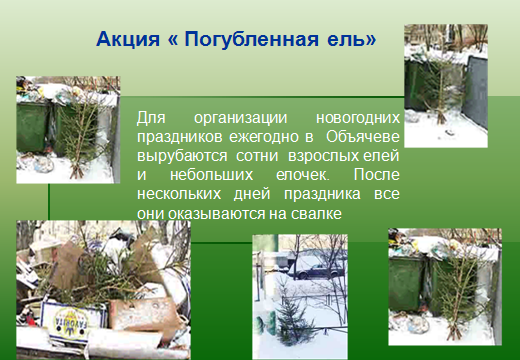 Акция « Погубленная ель»
Для организации новогодних
праздников ежегодно в Объячеве
вырубаются сотни взрослых елей
и небольших елочек. После
нескольких дней праздника все
они оказываются на свалке
FAVORITA